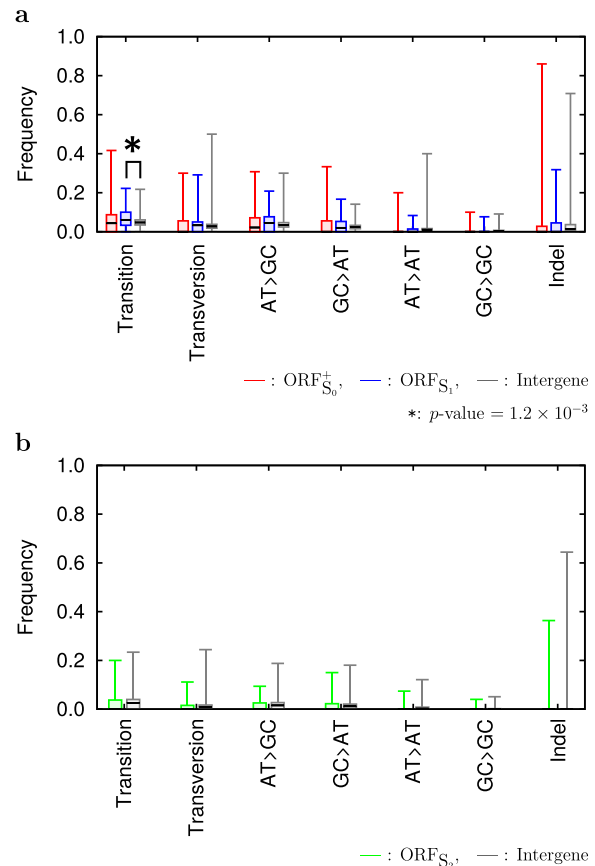 a
1.0
0.8
0.6
0.4
0.2
0.0
Frequency
*
Transition
Transversion
AT>GC
GC>AT
AT>AT
GC>GC
Indel
: ORF⁺S₀, : ORFS₁, : Intergene
*: p-value = 1.2 × 10⁻³
b
1.0
0.8
0.6
0.4
0.2
0.0
Frequency
Transition
Transversion
AT>GC
GC>AT
AT>AT
GC>GC
Indel
: ORFS₂, : Intergene